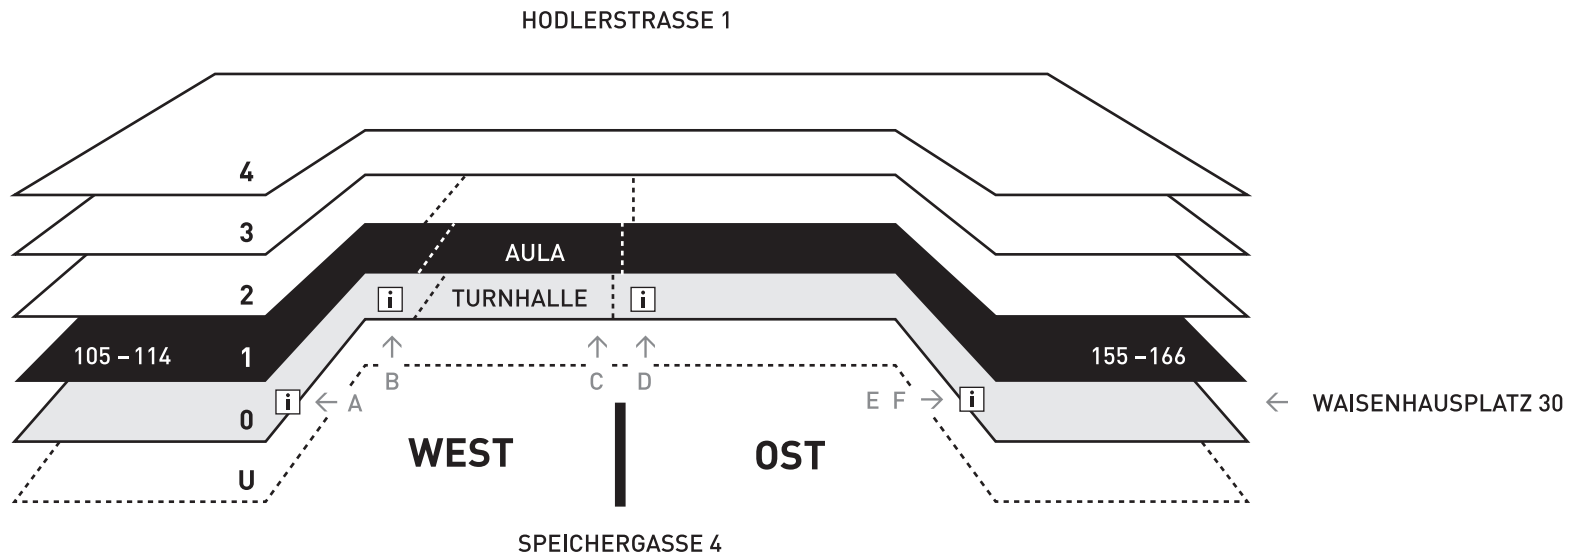 HODLERSTRASSE 1
4
3
AULA
2
i TURNHALLE i
105 – 114 1 155 – 166
B C D
i A E F i WAISENHAUSPLATZ 30
0
WEST OST
U
SPEICHERGASSE 4